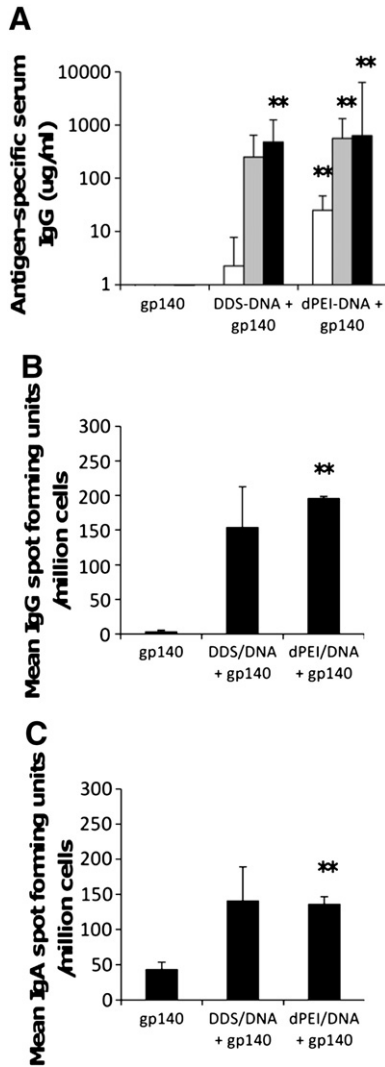 A
Antigen-specific serum
IgG (ug/ml)
10000
1000
100
10
1
**
**
**
**
gp140
DDS-DNA +
gp140
dPEI-DNA +
gp140
B
Mean IgG spot forming units
/million cells
300
250
200
150
100
50
0
**
gp140
DDS/DNA
+ gp140
dPEI/DNA
+ gp140
C
Mean IgA spot forming units
/million cells
300
250
200
150
100
50
0
**
gp140
DDS/DNA
+ gp140
dPEI/DNA
+ gp140